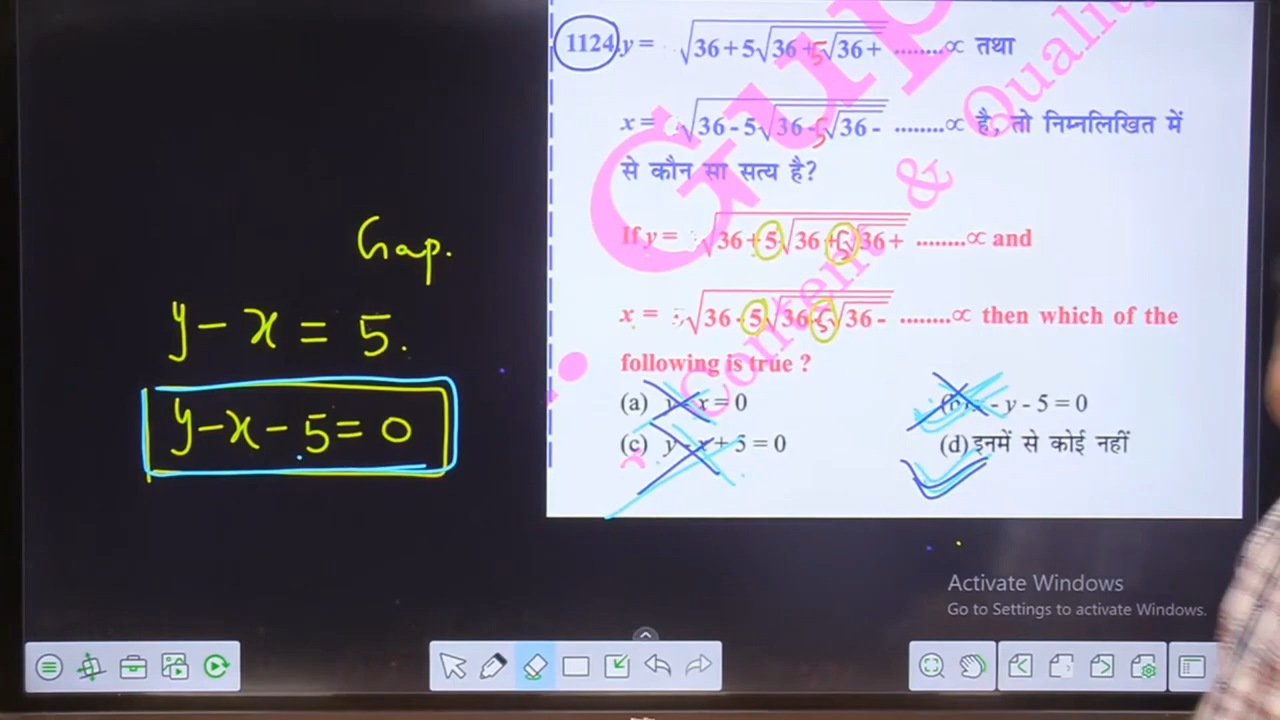 Gap.
y - x = 5.
y - x - 5 = 0
1124. y = √36 + 5√36 + 5√36 + ........∝ तथा
x = √36 - 5√36 - 5√36 - ........∝ है, तो निम्नलिखित में
से कौन सा सत्य है?
If y = √36 + 5√36 + 5√36 + ........∝ and
x = √36 - 5√36 - 5√36 - ........∝ then which of the
following is true ?
(a) y - x = 0
(b) x - y - 5 = 0
(c) y - x + 5 = 0
(d) इनमें से कोई नहीं
Content & Quality
Activate Windows
Go to Settings to activate Windows.